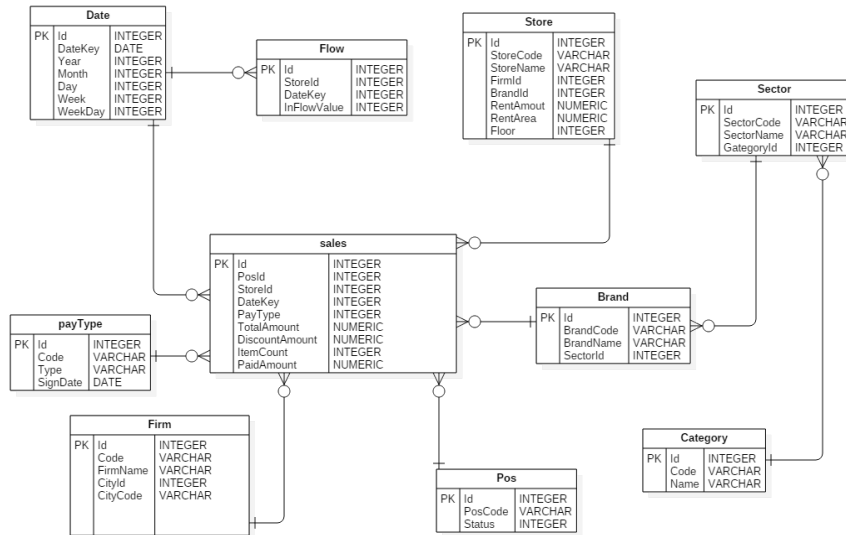 Date
PK Id INTEGER
DateKey DATE
Year INTEGER
Month INTEGER
Day INTEGER
Week INTEGER
WeekDay INTEGER
Flow
PK Id INTEGER
StoreId INTEGER
DateKey INTEGER
InFlowValue INTEGER
Store
PK Id INTEGER
StoreCode VARCHAR
StoreName VARCHAR
FirmId INTEGER
BrandId INTEGER
RentAmout NUMERIC
RentArea NUMERIC
Floor INTEGER
Sector
PK Id INTEGER
SectorCode VARCHAR
SectorName VARCHAR
GategoryId INTEGER
sales
PK Id INTEGER
PosId INTEGER
StoreId INTEGER
DateKey INTEGER
PayType INTEGER
TotalAmount NUMERIC
DiscountAmount NUMERIC
ItemCount INTEGER
PaidAmount NUMERIC
Brand
PK Id INTEGER
BrandCode VARCHAR
BrandName VARCHAR
SectorId INTEGER
payType
PK Id INTEGER
Code VARCHAR
Type VARCHAR
SignDate DATE
Firm
PK Id INTEGER
Code VARCHAR
FirmName VARCHAR
CityId INTEGER
CityCode VARCHAR
Pos
PK Id INTEGER
PosCode VARCHAR
Status INTEGER
Category
PK Id INTEGER
Code VARCHAR
Name VARCHAR